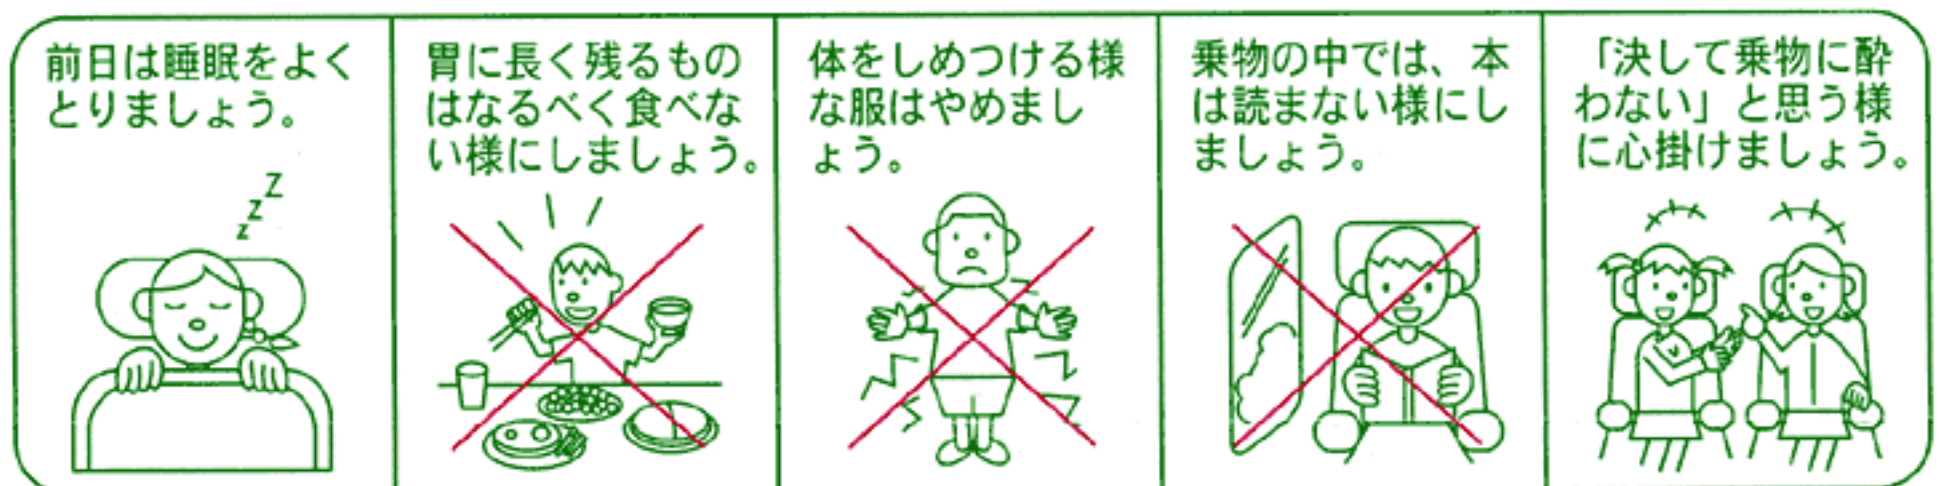 前日は睡眠をよく
とりましょう。
胃に長く残るもの
はなるべく食べな
い様にしましょう。
体をしめつける様
な服はやめまし
ょう。
乗物の中では、本
は読まない様にし
ましょう。
「決して乗物に酔
わない」と思う様
に心掛けましょう。
z
z
Z